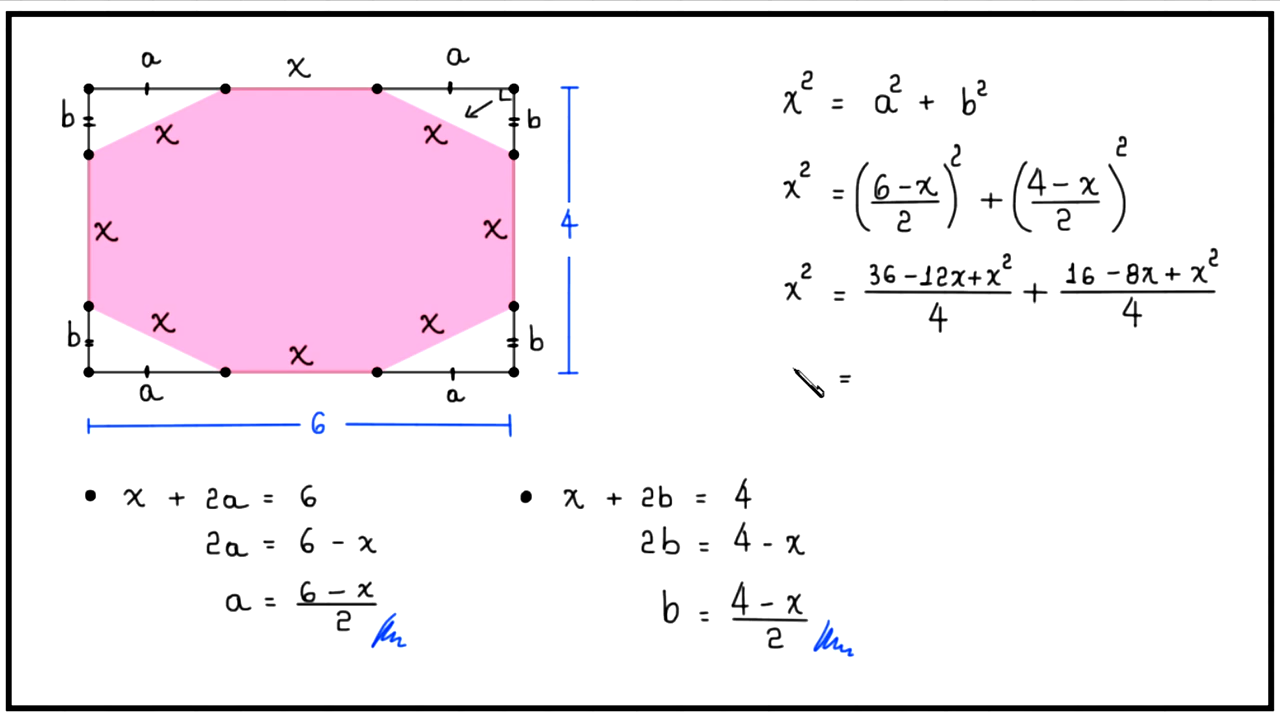 a x a
b x x b
x x 4
b x x b
a x a
6
x² = a² + b²
x² = (6-x/2)² + (4-x/2)²
x² = 36-12x+x²/4 + 16-8x+x²/4
=
• x + 2a = 6
2a = 6 - x
a = 6-x/2
• x + 2b = 4
2b = 4 - x
b = 4-x/2